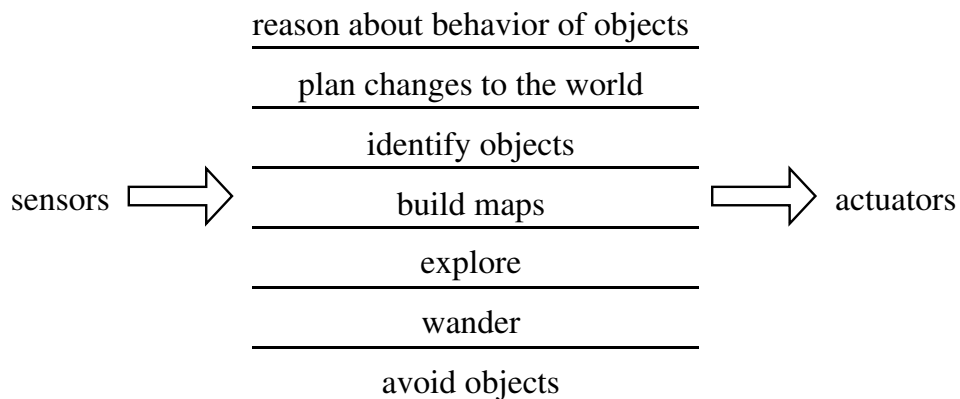 reason about behavior of objects
plan changes to the world
identify objects
sensors
build maps
actuators
explore
wander
avoid objects